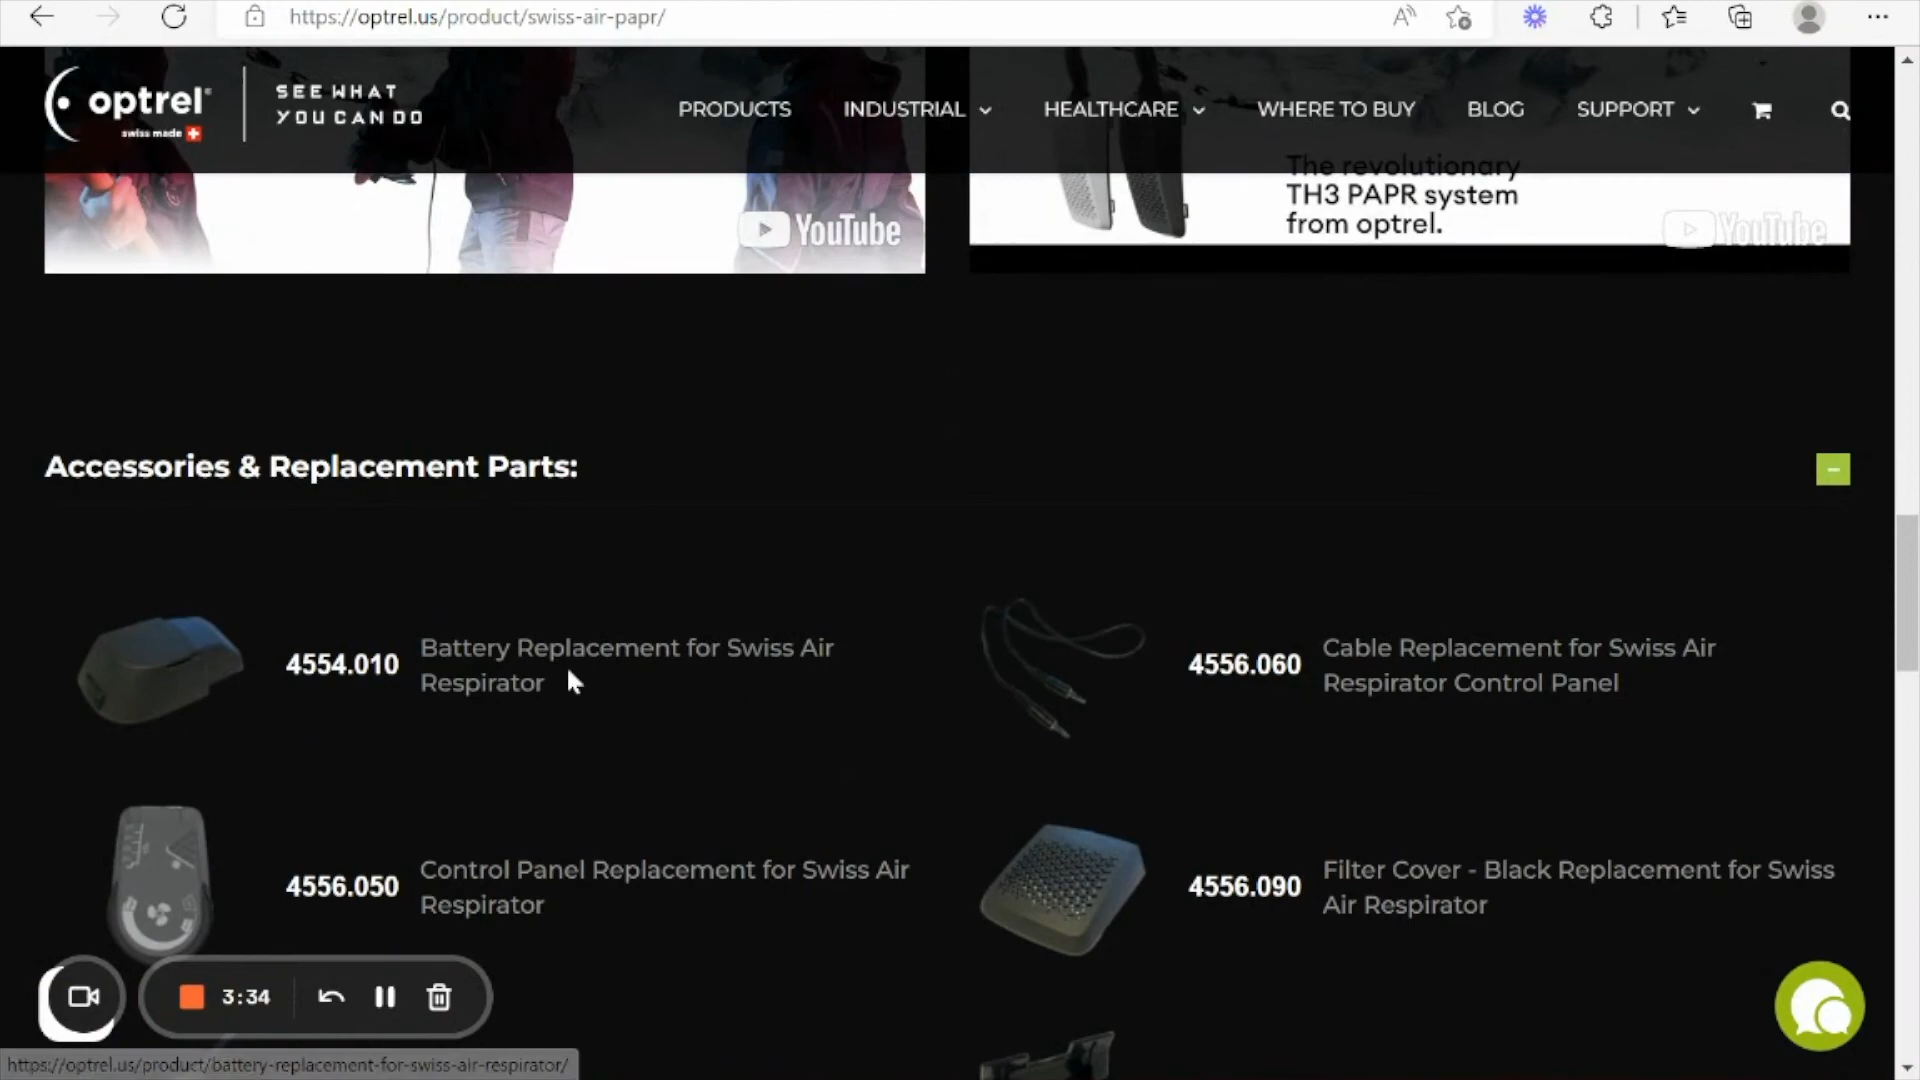 https://optrel.us/product/swiss-air-papr/
optrel®
swiss made
SEE WHAT
YOU CAN DO
PRODUCTS
INDUSTRIAL
HEALTHCARE
WHERE TO BUY
BLOG
SUPPORT
YouTube
The revolutionary
TH3 PAPR system
from optrel.
YouTube
Accessories & Replacement Parts:
4554.010
Battery Replacement for Swiss Air
Respirator
4556.060
Cable Replacement for Swiss Air
Respirator Control Panel
4556.050
Control Panel Replacement for Swiss Air
Respirator
4556.090
Filter Cover - Black Replacement for Swiss
Air Respirator
3:34
https://optrel.us/product/battery-replacement-for-swiss-air-respirator/